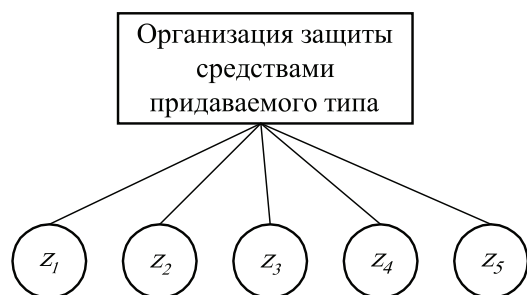 Организация защиты
средствами
придаваемого типа
z1 z2 z3 z4 z5